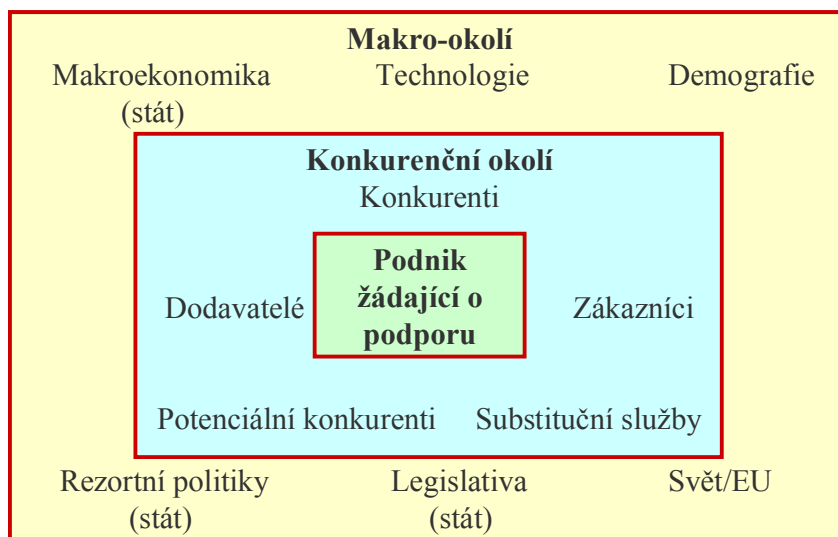 Makro-okolí
Makroekonomika Technologie Demografie
(stát)
Konkurenční okolí
Konkurenti
Podnik
žádající o
podporu
Dodavatelé
Zákazníci
Potenciální konkurenti Substituční služby
Rezortní politiky Legislativa Svět/EU
(stát) (stát)